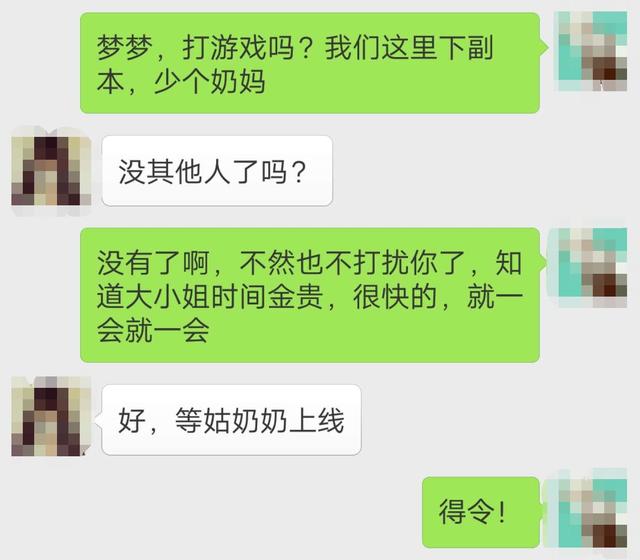 梦梦，打游戏吗？我们这里下副
本，少个奶妈
没其他人了吗？
没有了啊，不然也不打扰你了，知
道大小姐时间金贵，很快的，就一
会就一会
好，等姑奶奶上线
得令！